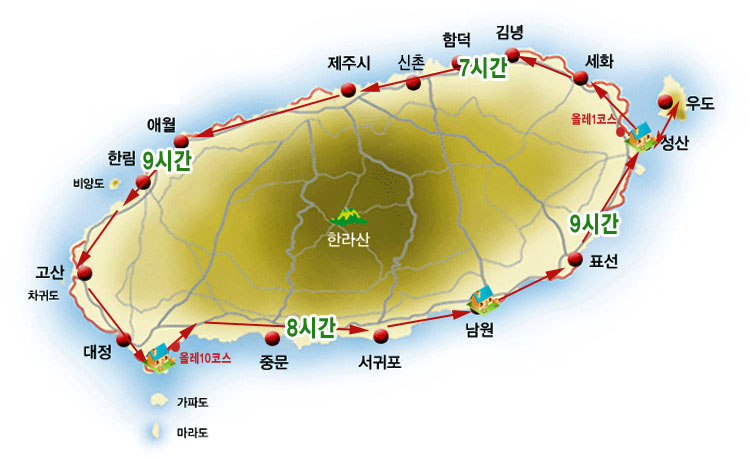 김녕
함덕
신촌
7시간
세화
제주시
우도
올레1코스
성산
애월
한림
9시간
비양도
9시간
한라산
표선
고산
차귀도
8시간
남원
대정
올레10코스
중문
서귀포
가파도
마라도